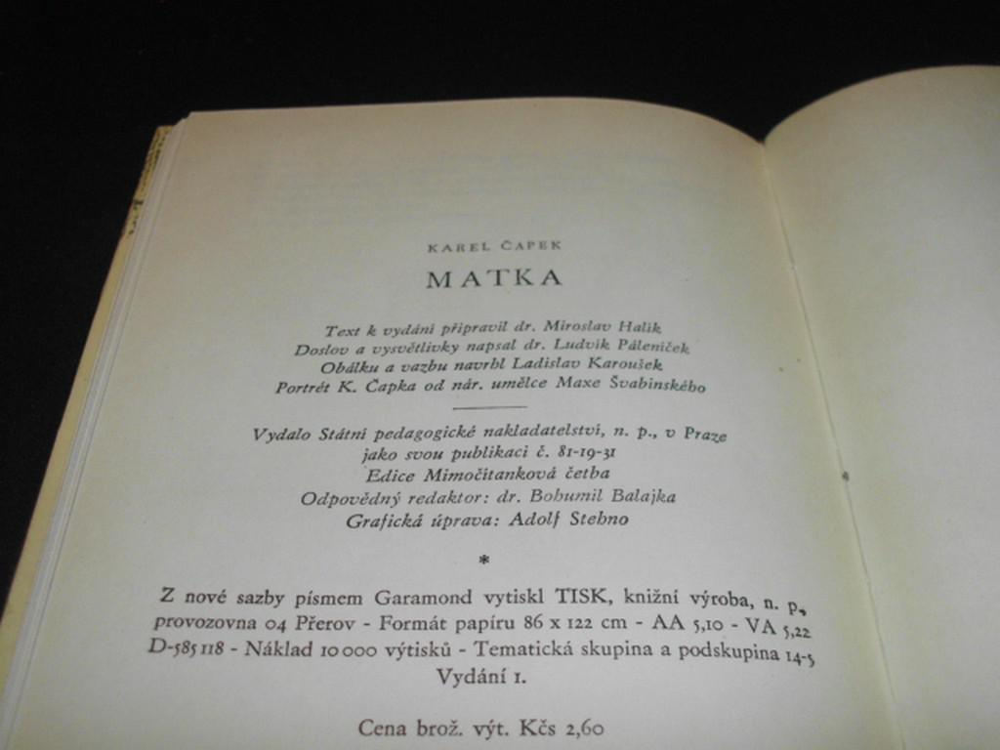 KAREL ČAPEK
MATKA
Text k vydání připravil dr. Miroslav Halík
Doslov a vysvětlivky napsal dr. Ludvík Páleníček
Obálku a vazbu navrhl Ladislav Karoušek
Portrét K. Čapka od nár. umělce Maxe Švabinského
Vydalo Státní pedagogické nakladatelství, n. p., v Praze
jako svou publikaci č. 81-19-31
Edice Mimočítanková četba
Odpovědný redaktor: dr. Bohumil Balajka
Grafická úprava: Adolf Stebno
*
Z nové sazby písmem Garamond vytiskl TISK, knižní výroba, n. p.,
provozovna 04 Přerov - Formát papíru 86 x 122 cm - AA 5,10 - VA 5,22
D-585118 - Náklad 10 000 výtisků - Tematická skupina a podskupina 14-5
Vydání 1.
Cena brož. výt. Kčs 2,60